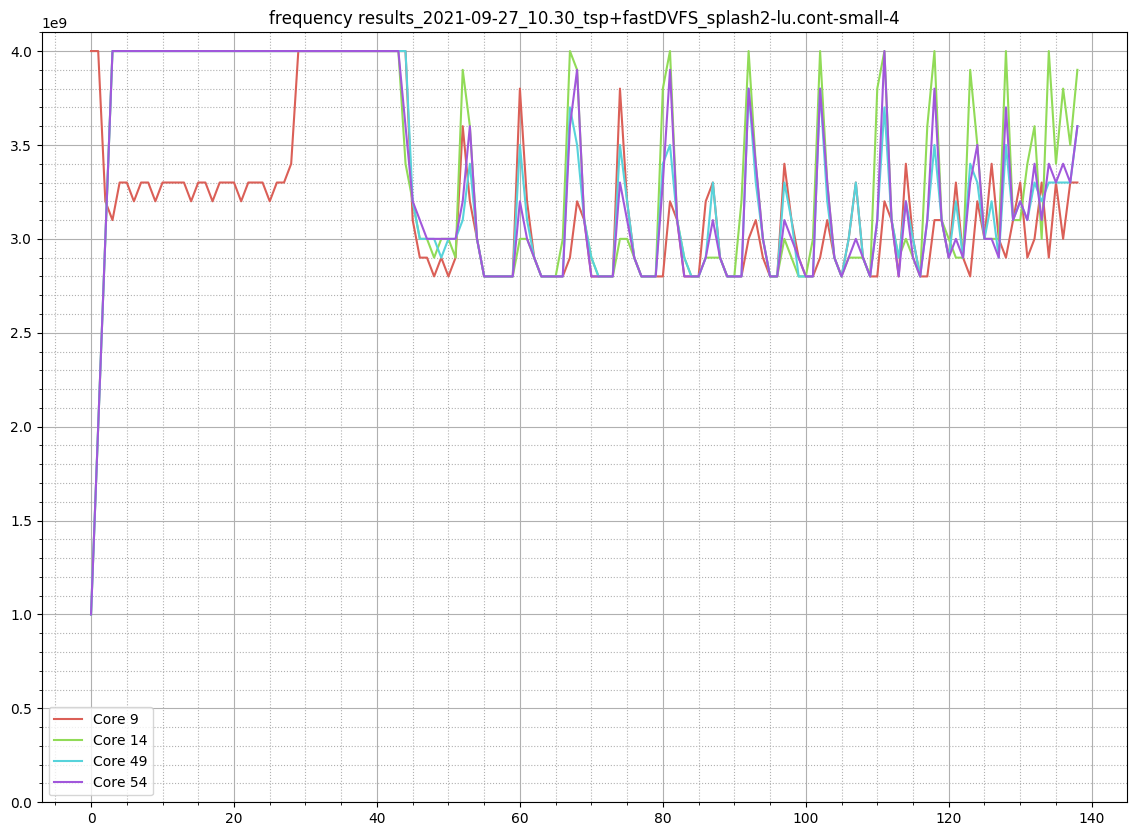 frequency results_2021-09-27_10.30_tsp+fastDVFS_splash2-lu.cont-small-4
1e9
4.0
3.5
3.0
2.5
2.0
1.5
1.0
0.5
0.0
Core 9
Core 14
Core 49
Core 54
0 20 40 60 80 100 120 140